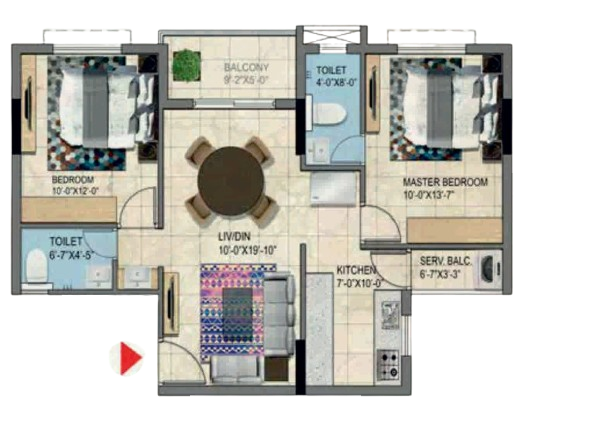 BALCONY
9'-2"X5'-0"
TOILET
4'-0"X8'-0"
BEDROOM
10'-0"X12'-0"
MASTER BEDROOM
10'-0"X13'-7"
TOILET
6'-7"X4'-5"
LIV/DIN
10'-0"X19'-10"
KITCHEN
7'-0"X10'-0"
SERV. BALC.
6'-7"X3'-3"